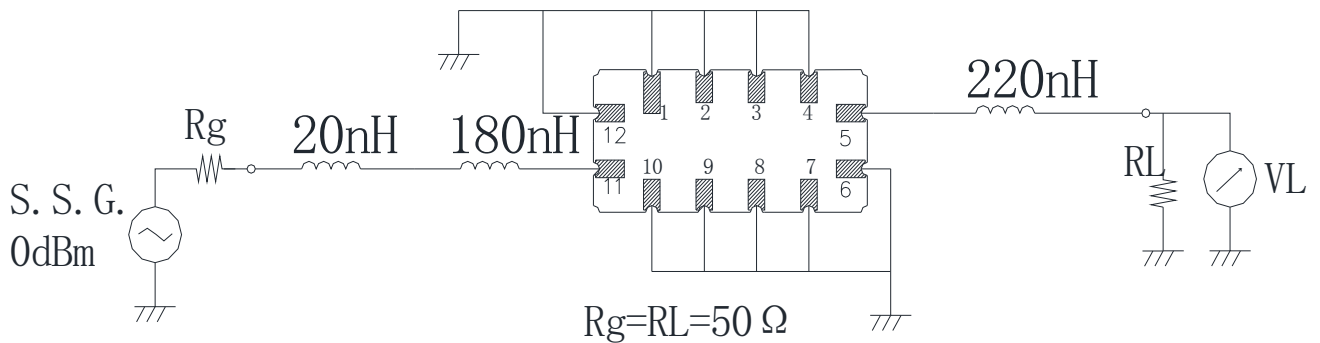 220nH
1 2 3 4
Rg 20nH 180nH 12 5
10 9 8 7
RL
11 6
S.S.G.
VL
0dBm
Rg=RL=50Ω